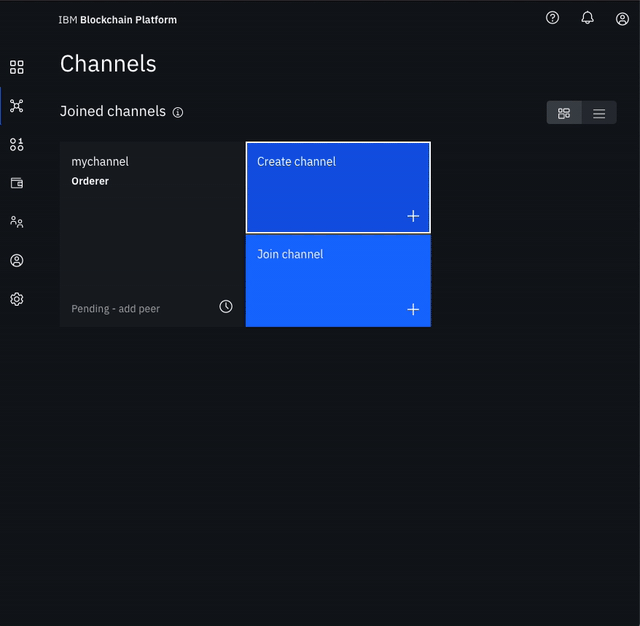 IBM Blockchain Platform
Channels
Joined channels
mychannel
Orderer
Pending - add peer
Create channel
Join channel